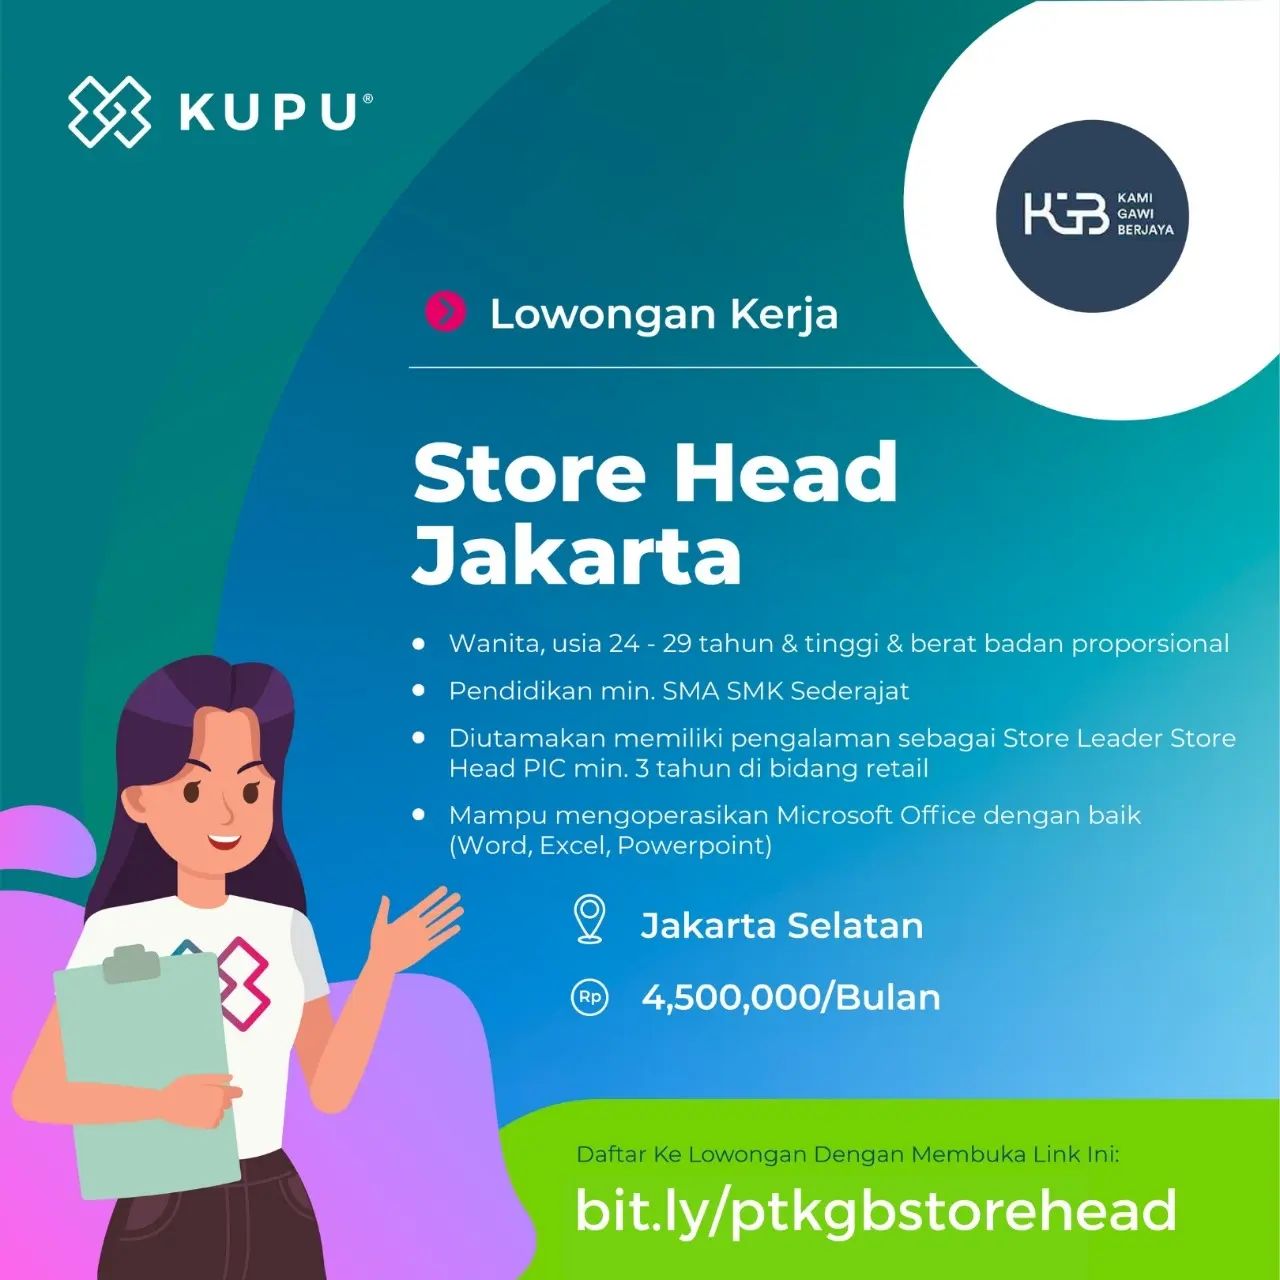 KUPU®
KGB KAMI
GAWI
BERJAYA
Lowongan Kerja
Store Head
Jakarta
• Wanita, usia 24 - 29 tahun & tinggi & berat badan proporsional
• Pendidikan min. SMA SMK Sederajat
• Diutamakan memiliki pengalaman sebagai Store Leader Store
Head PIC min. 3 tahun di bidang retail
• Mampu mengoperasikan Microsoft Office dengan baik
(Word, Excel, Powerpoint)
Jakarta Selatan
Rp 4,500,000/Bulan
Daftar Ke Lowongan Dengan Membuka Link Ini:
bit.ly/ptkgbstorehead